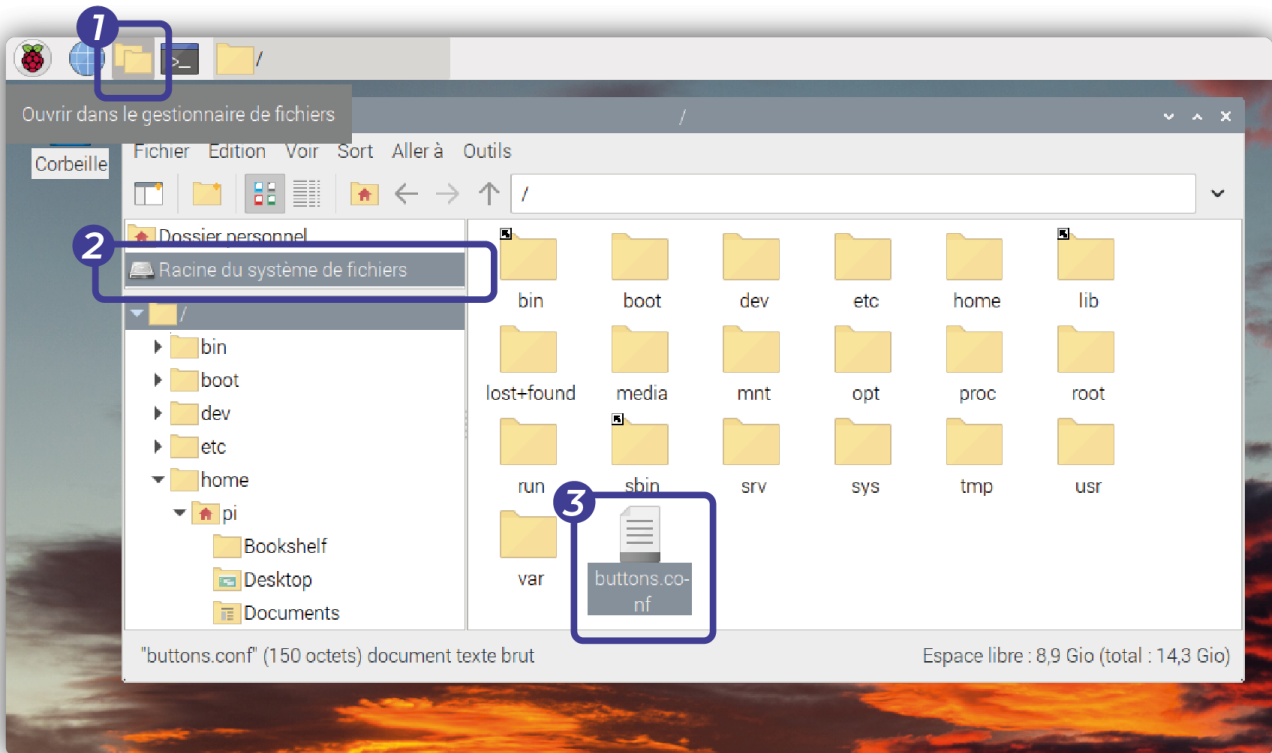 1
>_
/
Ouvrir dans le gestionnaire de fichiers
/
Corbeille
Fichier Edition Voir Sort Aller à Outils
/
2
Dossier personnel
Racine du système de fichiers
/
bin
boot
dev
etc
home
pi
Bookshelf
Desktop
Documents
bin boot dev etc home lib
lost+found media mnt opt proc root
run sbin srv sys tmp usr
3
var
buttons.co-
nf
"buttons.conf" (150 octets) document texte brut
Espace libre : 8,9 Gio (total : 14,3 Gio)